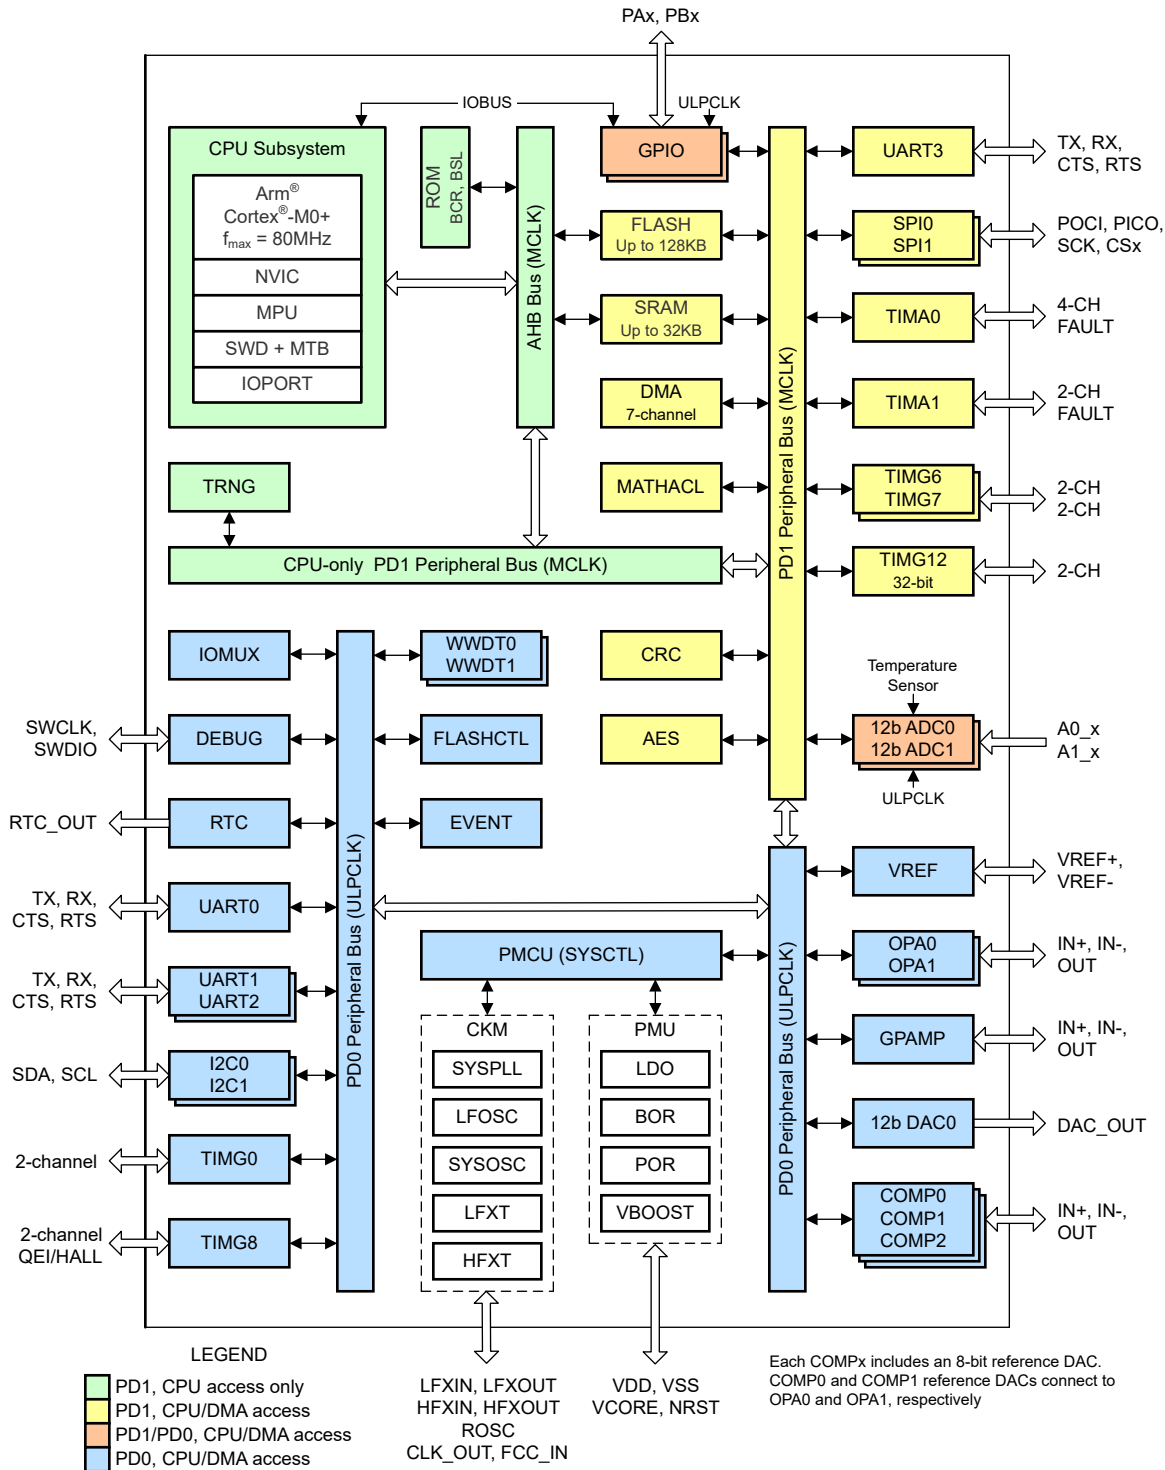 PAx, PBx
IOBUS
ULPCLK
CPU Subsystem
Arm®
Cortex®-M0+
fmax = 80MHz
NVIC
MPU
SWD + MTB
IOPORT
ROM
BCR, BSL
AHB Bus (MCLK)
GPIO
FLASH
Up to 128KB
SRAM
Up to 32KB
DMA
7-channel
MATHACL
CRC
AES
PD1 Peripheral Bus (MCLK)
UART3
TX, RX,
CTS, RTS
SPI0
SPI1
POCI, PICO,
SCK, CSx
TIMA0
4-CH
FAULT
TIMA1
2-CH
FAULT
TIMG6
TIMG7
2-CH
2-CH
TIMG12
32-bit
2-CH
Temperature
Sensor
12b ADC0
12b ADC1
A0_x
A1_x
ULPCLK
TRNG
CPU-only PD1 Peripheral Bus (MCLK)
IOMUX
WWDT0
WWDT1
SWCLK,
SWDIO
DEBUG
FLASHCTL
RTC_OUT
RTC
EVENT
TX, RX,
CTS, RTS
UART0
TX, RX,
CTS, RTS
UART1
UART2
SDA, SCL
I2C0
I2C1
2-channel
TIMG0
2-channel
QEI/HALL
TIMG8
PD0 Peripheral Bus (ULPCLK)
PMCU (SYSCTL)
CKM
SYSPLL
LFOSC
SYSOSC
LFXT
HFXT
PMU
LDO
BOR
POR
VBOOST
PD0 Peripheral Bus (ULPCLK)
VREF
VREF+,
VREF-
OPA0
OPA1
IN+, IN-,
OUT
GPAMP
IN+, IN-,
OUT
12b DAC0
DAC_OUT
COMP0
COMP1
COMP2
IN+, IN-,
OUT
LEGEND
PD1, CPU access only
PD1, CPU/DMA access
PD1/PD0, CPU/DMA access
PD0, CPU/DMA access
LFXIN, LFXOUT
HFXIN, HFXOUT
ROSC
CLK_OUT, FCC_IN
VDD, VSS
VCORE, NRST
Each COMPx includes an 8-bit reference DAC.
COMP0 and COMP1 reference DACs connect to
OPA0 and OPA1, respectively